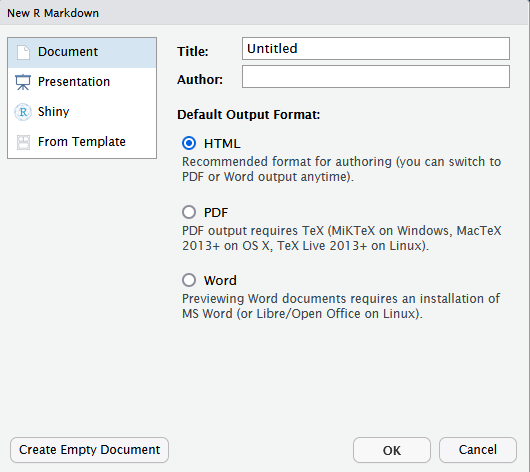 New R Markdown
Document
Presentation
R Shiny
From Template
Title: Untitled
Author:
Default Output Format:
HTML
Recommended format for authoring (you can switch to
PDF or Word output anytime).
PDF
PDF output requires TeX (MiKTeX on Windows, MacTeX
2013+ on OS X, TeX Live 2013+ on Linux).
Word
Previewing Word documents requires an installation of
MS Word (or Libre/Open Office on Linux).
Create Empty Document
OK
Cancel